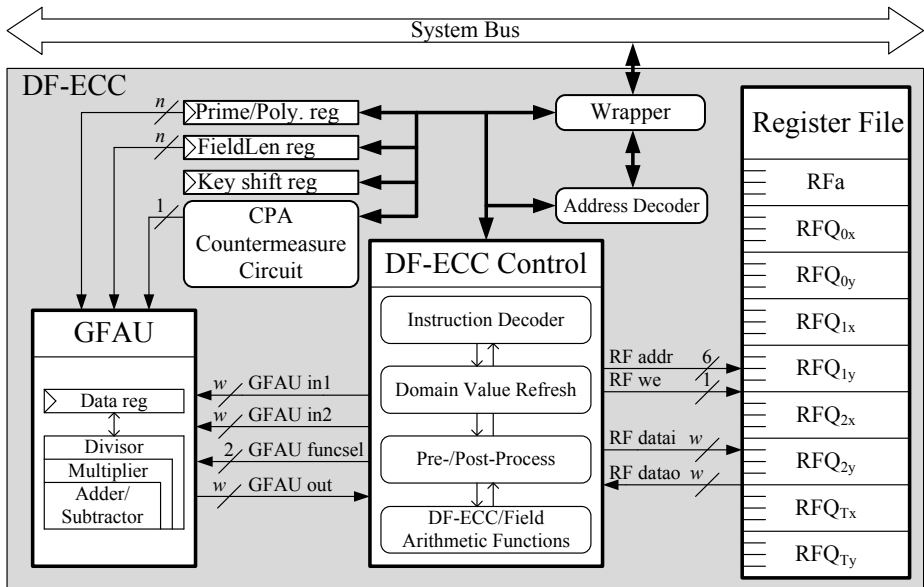 System Bus
DF-ECC
n
Prime/Poly. reg
n
FieldLen reg
Key shift reg
1
CPA
Countermeasure
Circuit
Wrapper
Address Decoder
Register File
RFa
RFQ0x
RFQ0y
RFQ1x
RFQ1y
RFQ2x
RFQ2y
RFQTx
RFQTy
DF-ECC Control
Instruction Decoder
Domain Value Refresh
Pre-/Post-Process
DF-ECC/Field
Arithmetic Functions
GFAU
Data reg
Divisor
Multiplier
Adder/
Subtractor
w GFAU in1
w GFAU in2
2 GFAU funcsel
w GFAU out
RF addr 6
RF we 1
RF datai w
RF datao w